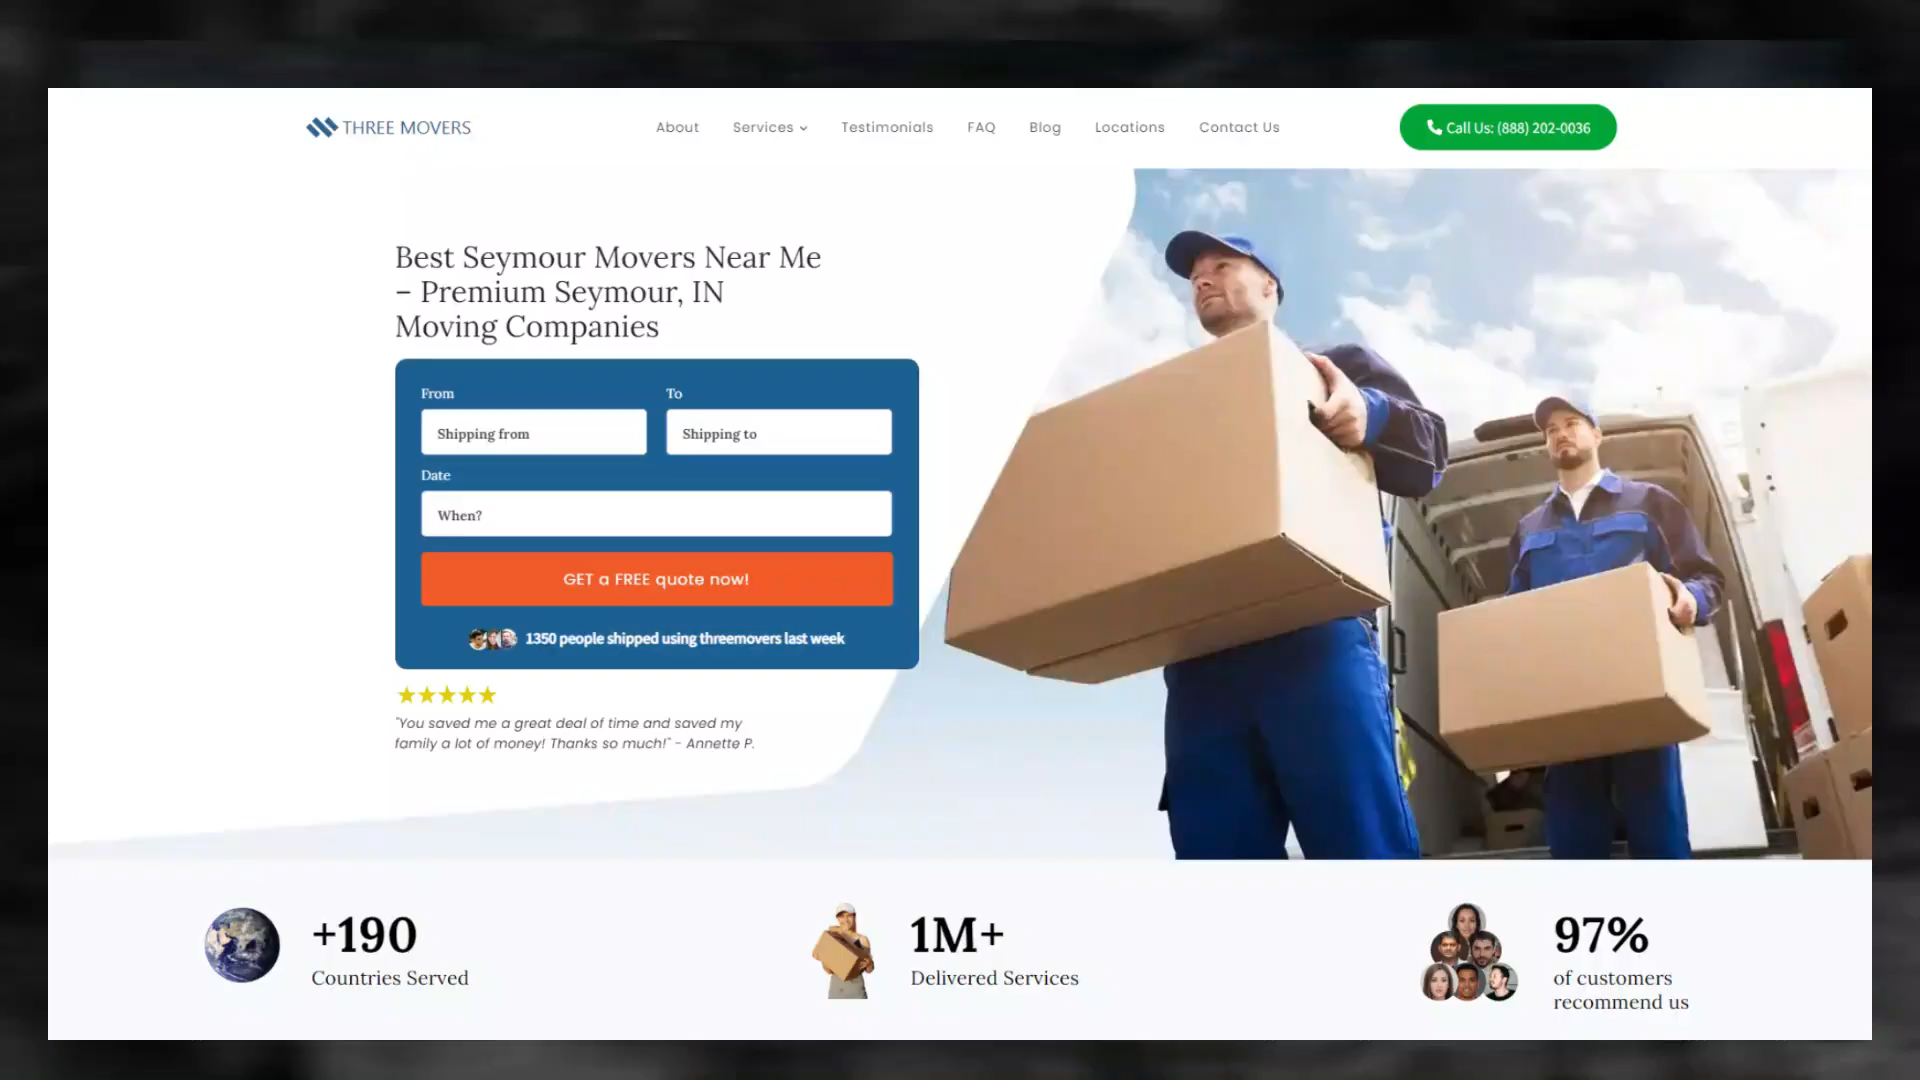 THREE MOVERS
About
Services
Testimonials
FAQ
Blog
Locations
Contact Us
Call Us: (888) 202-0036
Best Seymour Movers Near Me
– Premium Seymour, IN
Moving Companies
From
To
Shipping from
Shipping to
Date
When?
GET a FREE quote now!
1350 people shipped using threemovers last week
"You saved me a great deal of time and saved my
family a lot of money! Thanks so much!" - Annette P.
+190
Countries Served
1M+
Delivered Services
97%
of customers
recommend us